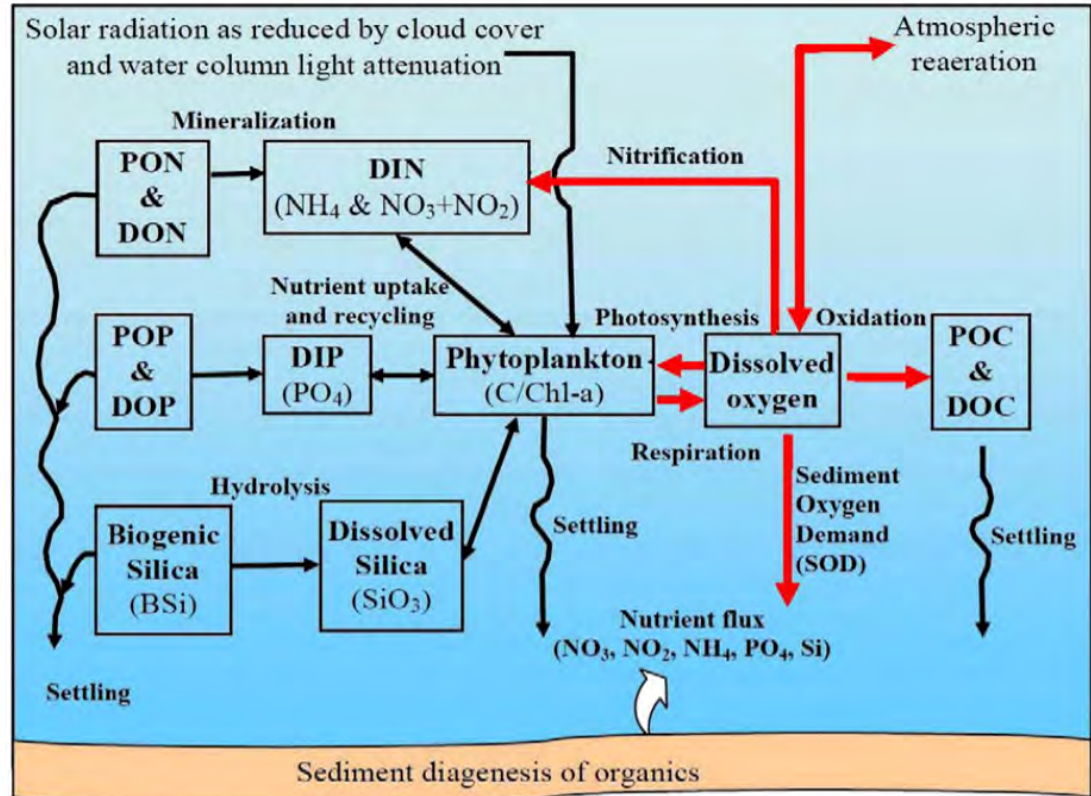 Solar radiation as reduced by cloud cover
and water column light attenuation
Atmospheric
reaeration
Mineralization
PON
&
DON
DIN
(NH₄ & NO₃+NO₂)
Nitrification
Nutrient uptake
and recycling
POP
&
DOP
DIP
(PO₄)
Phytoplankton
(C/Chl-a)
Photosynthesis
Dissolved
oxygen
Oxidation
POC
&
DOC
Respiration
Hydrolysis
Biogenic
Silica
(BSi)
Dissolved
Silica
(SiO₃)
Settling
Sediment
Oxygen
Demand
(SOD)
Settling
Nutrient flux
(NO₃, NO₂, NH₄, PO₄, Si)
Settling
Sediment diagenesis of organics